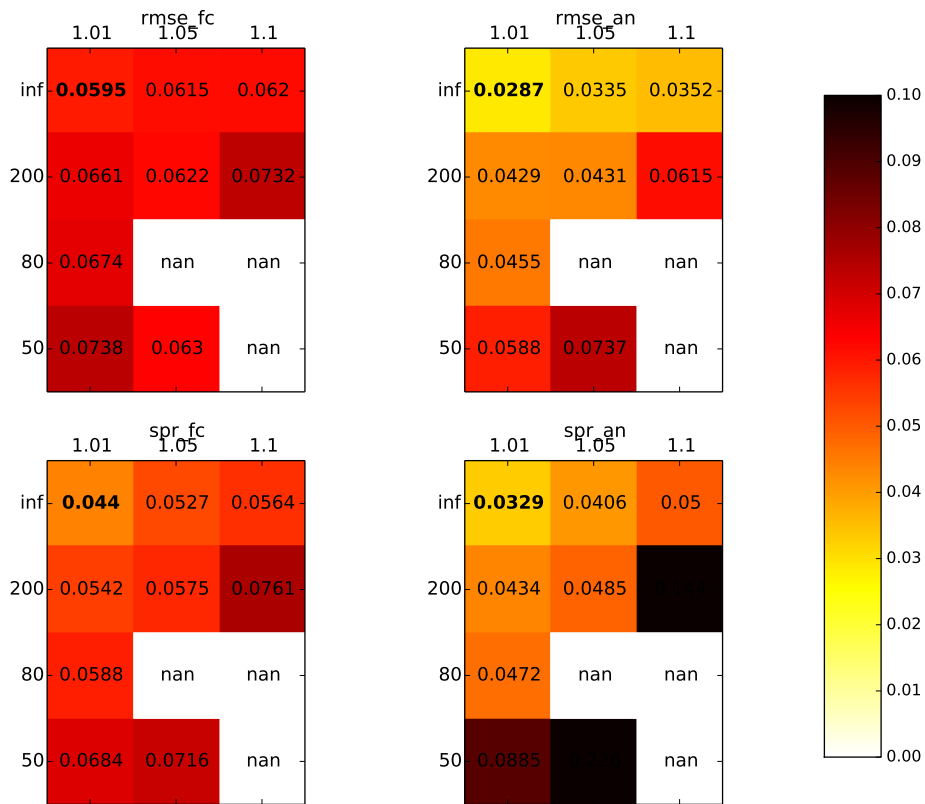 rmse_fc
1.01 1.05 1.1
inf 0.0595 0.0615 0.062
200 0.0661 0.0622 0.0732
80 0.0674 nan nan
50 0.0738 0.063 nan
rmse_an
1.01 1.05 1.1
inf 0.0287 0.0335 0.0352
200 0.0429 0.0431 0.0615
80 0.0455 nan nan
50 0.0588 0.0737 nan
spr_fc
1.01 1.05 1.1
inf 0.044 0.0527 0.0564
200 0.0542 0.0575 0.0761
80 0.0588 nan nan
50 0.0684 0.0716 nan
spr_an
1.01 1.05 1.1
inf 0.0329 0.0406 0.05
200 0.0434 0.0485
80 0.0472 nan nan
50 0.0885 nan
0.10
0.09
0.08
0.07
0.06
0.05
0.04
0.03
0.02
0.01
0.00